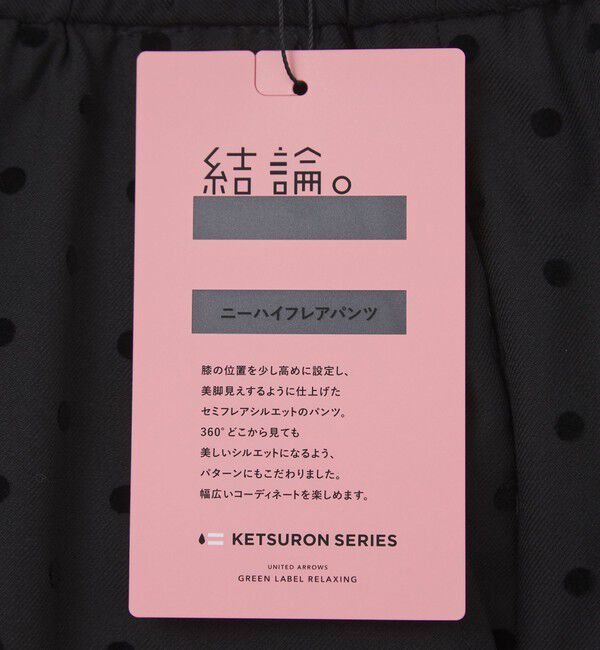 結論。
ニーハイフレアパンツ
膝の位置を少し高めに設定し、
美脚見えするように仕上げた
セミフレアシルエットのパンツ。
360°どこから見ても
美しいシルエットになるよう、
パターンにもこだわりました。
幅広いコーディネートを楽しめます。
KETSURON SERIES
UNITED ARROWS
GREEN LABEL RELAXING